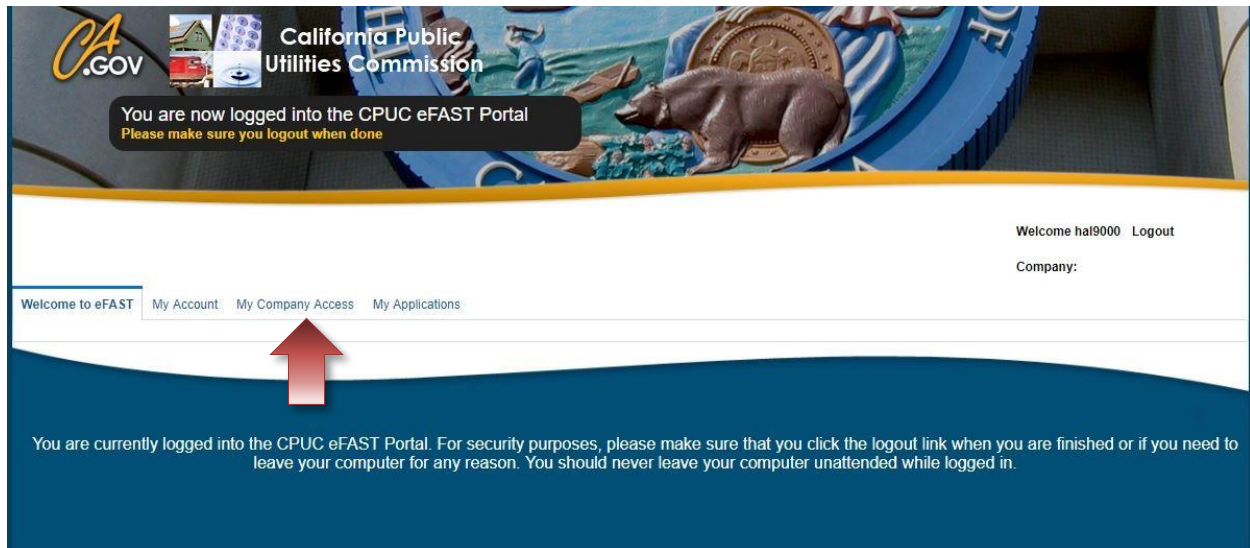 CA.GOV
California Public
Utilities Commission
You are now logged into the CPUC eFAST Portal
Please make sure you logout when done
Welcome hal9000 Logout
Company:
Welcome to eFAST My Account My Company Access My Applications
You are currently logged into the CPUC eFAST Portal. For security purposes, please make sure that you click the logout link when you are finished or if you need to
leave your computer for any reason. You should never leave your computer unattended while logged in.